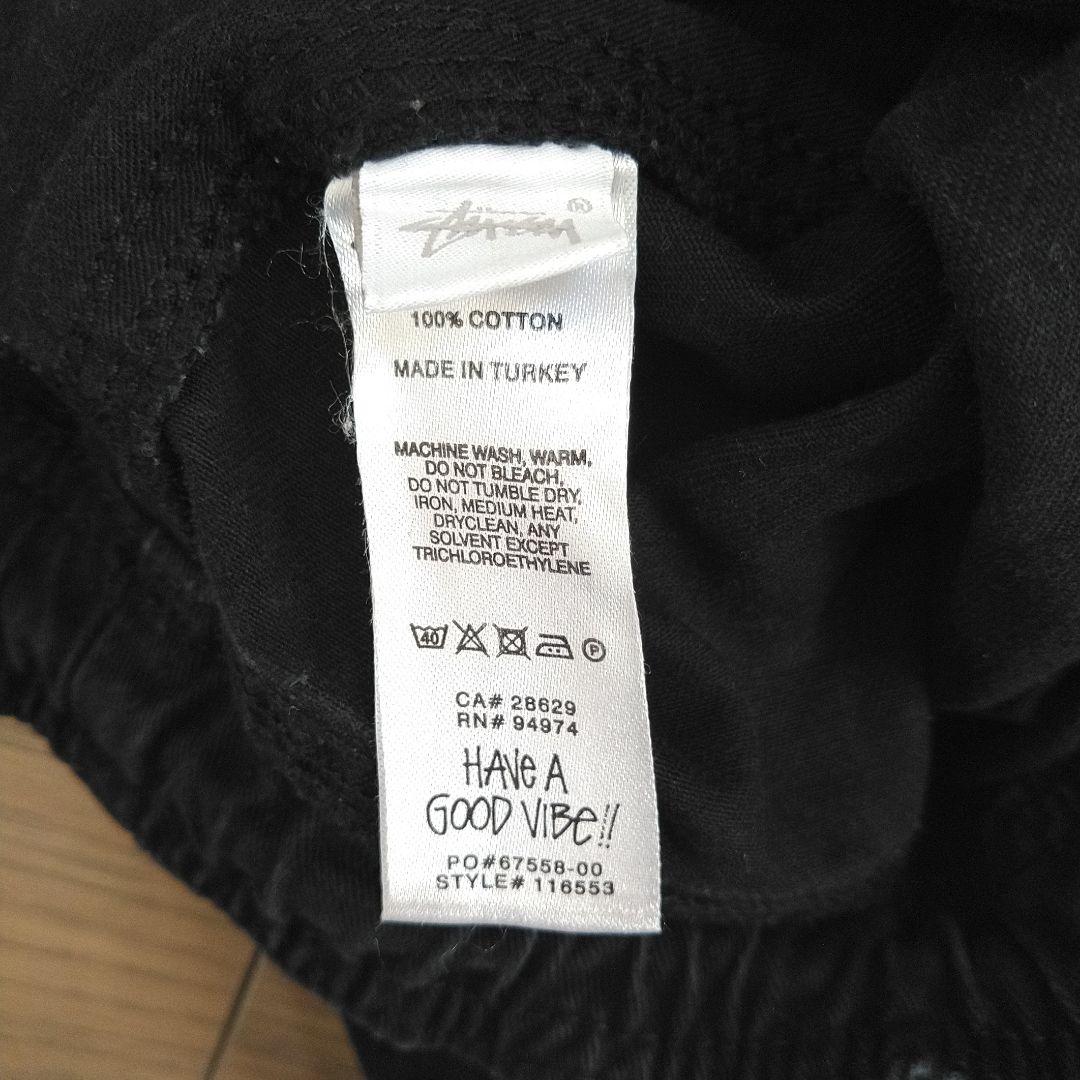 Stüssy®
100% COTTON
MADE IN TURKEY
MACHINE WASH, WARM,
DO NOT BLEACH,
DO NOT TUMBLE DRY,
IRON, MEDIUM HEAT,
DRYCLEAN, ANY
SOLVENT EXCEPT
TRICHLOROETHYLENE
40 P
CA# 28629
RN# 94974
HAVE A
GOOD VIBE!!
PO#67558-00
STYLE# 116553